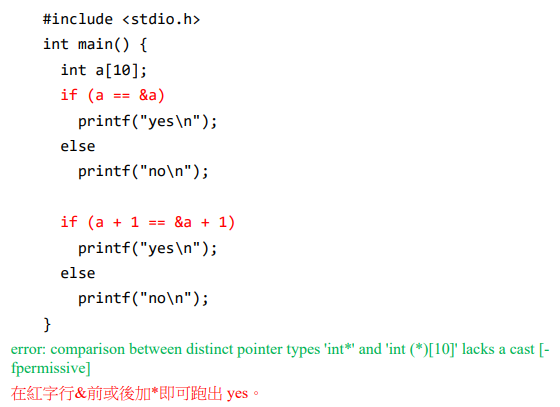 #include <stdio.h>
int main() {
  int a[10];
  if (a == &a)
    printf("yes\n");
  else
    printf("no\n");

  if (a + 1 == &a + 1)
    printf("yes\n");
  else
    printf("no\n");
}
error: comparison between distinct pointer types 'int*' and 'int (*)[10]' lacks a cast [-
fpermissive]
在紅字行&前或後加*即可跑出 yes。